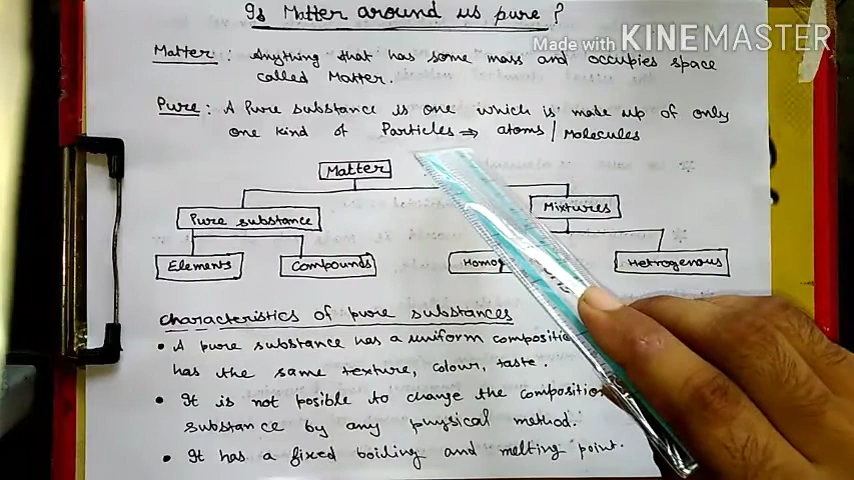 Is Matter around us pure ?
Made with KINEMASTER
Matter : Anything that has some mass and occupies space
called Matter.
Pure : A Pure substance is one which is made up of only
one kind of Particles ⇒ atoms / Molecules
Matter
Pure substance
Mixtures
Elements
Compounds
Homog
Hetrogenous
characteristics of pure substances
• A pure substance has a uniform compositio
has the same texture, colour, taste.
• It is not posible to change the composition
substance by any physical method.
• It has a fixed boiling and melting point.